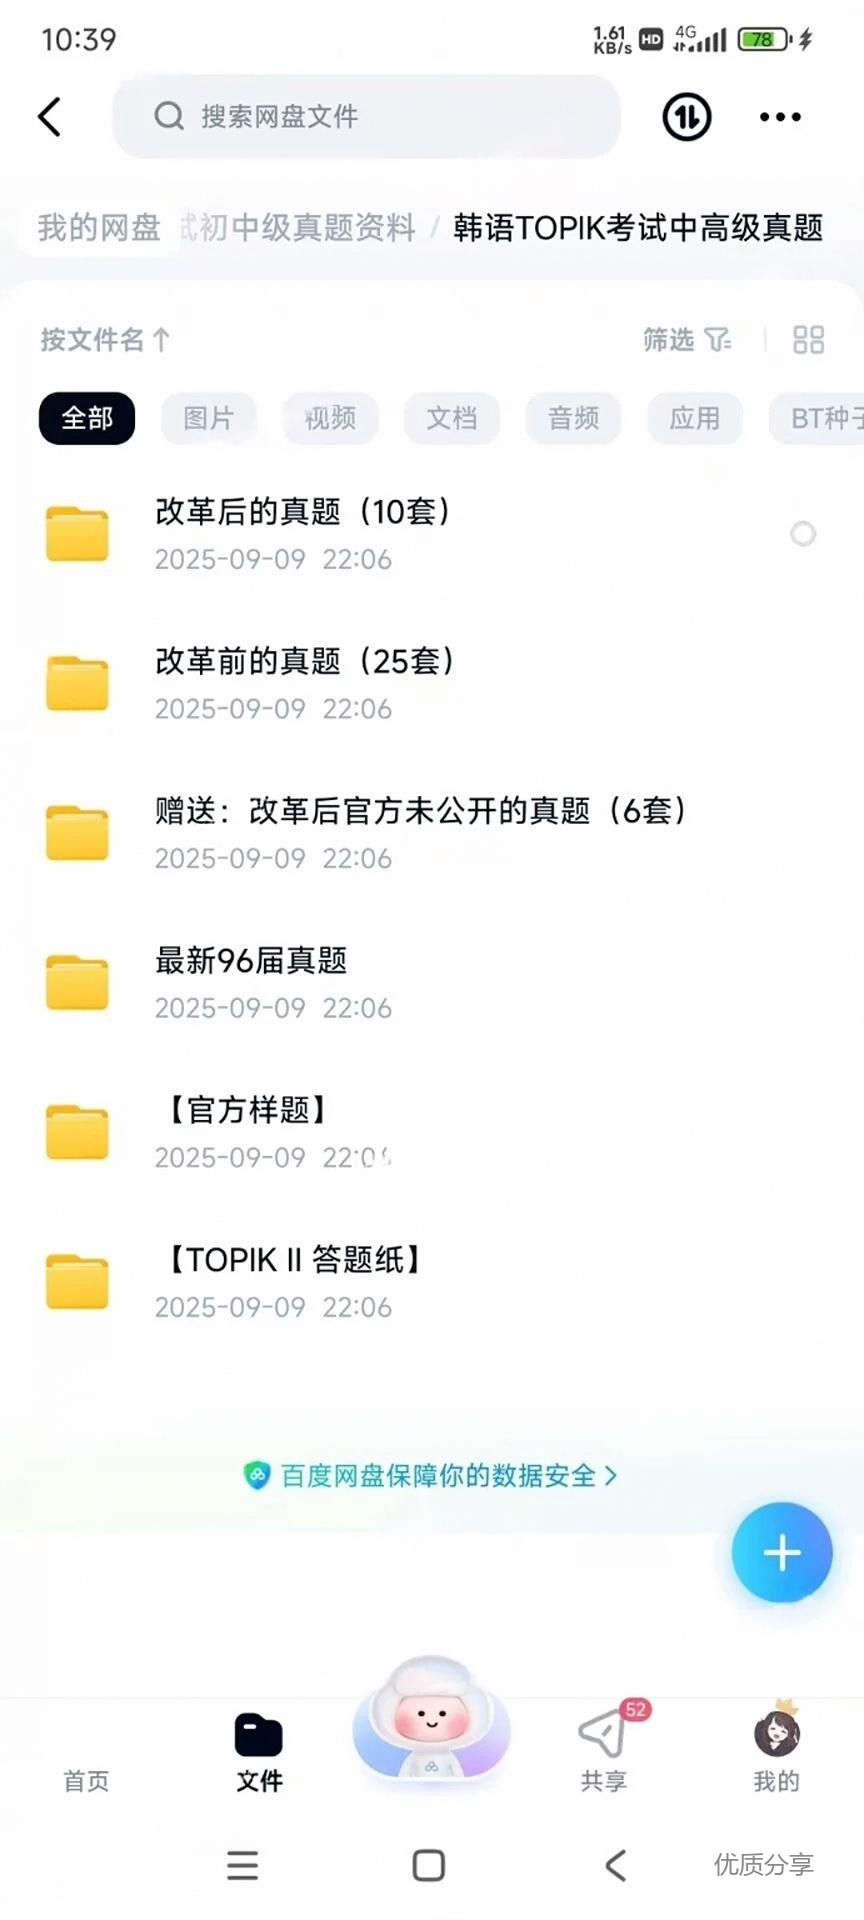 10:39
1.61 KB/s HD 4G 78
搜索网盘文件
我的网盘 试初中级真题资料 / 韩语TOPIK考试中高级真题
按文件名↑ 筛选
全部 图片 视频 文档 音频 应用 BT种子
改革后的真题（10套）
2025-09-09 22:06
改革前的真题（25套）
2025-09-09 22:06
赠送：改革后官方未公开的真题（6套）
2025-09-09 22:06
最新96届真题
2025-09-09 22:06
【官方样题】
2025-09-09 22:06
【TOPIK II 答题纸】
2025-09-09 22:06
百度网盘保障你的数据安全
52
首页 文件 共享 我的
优质分享